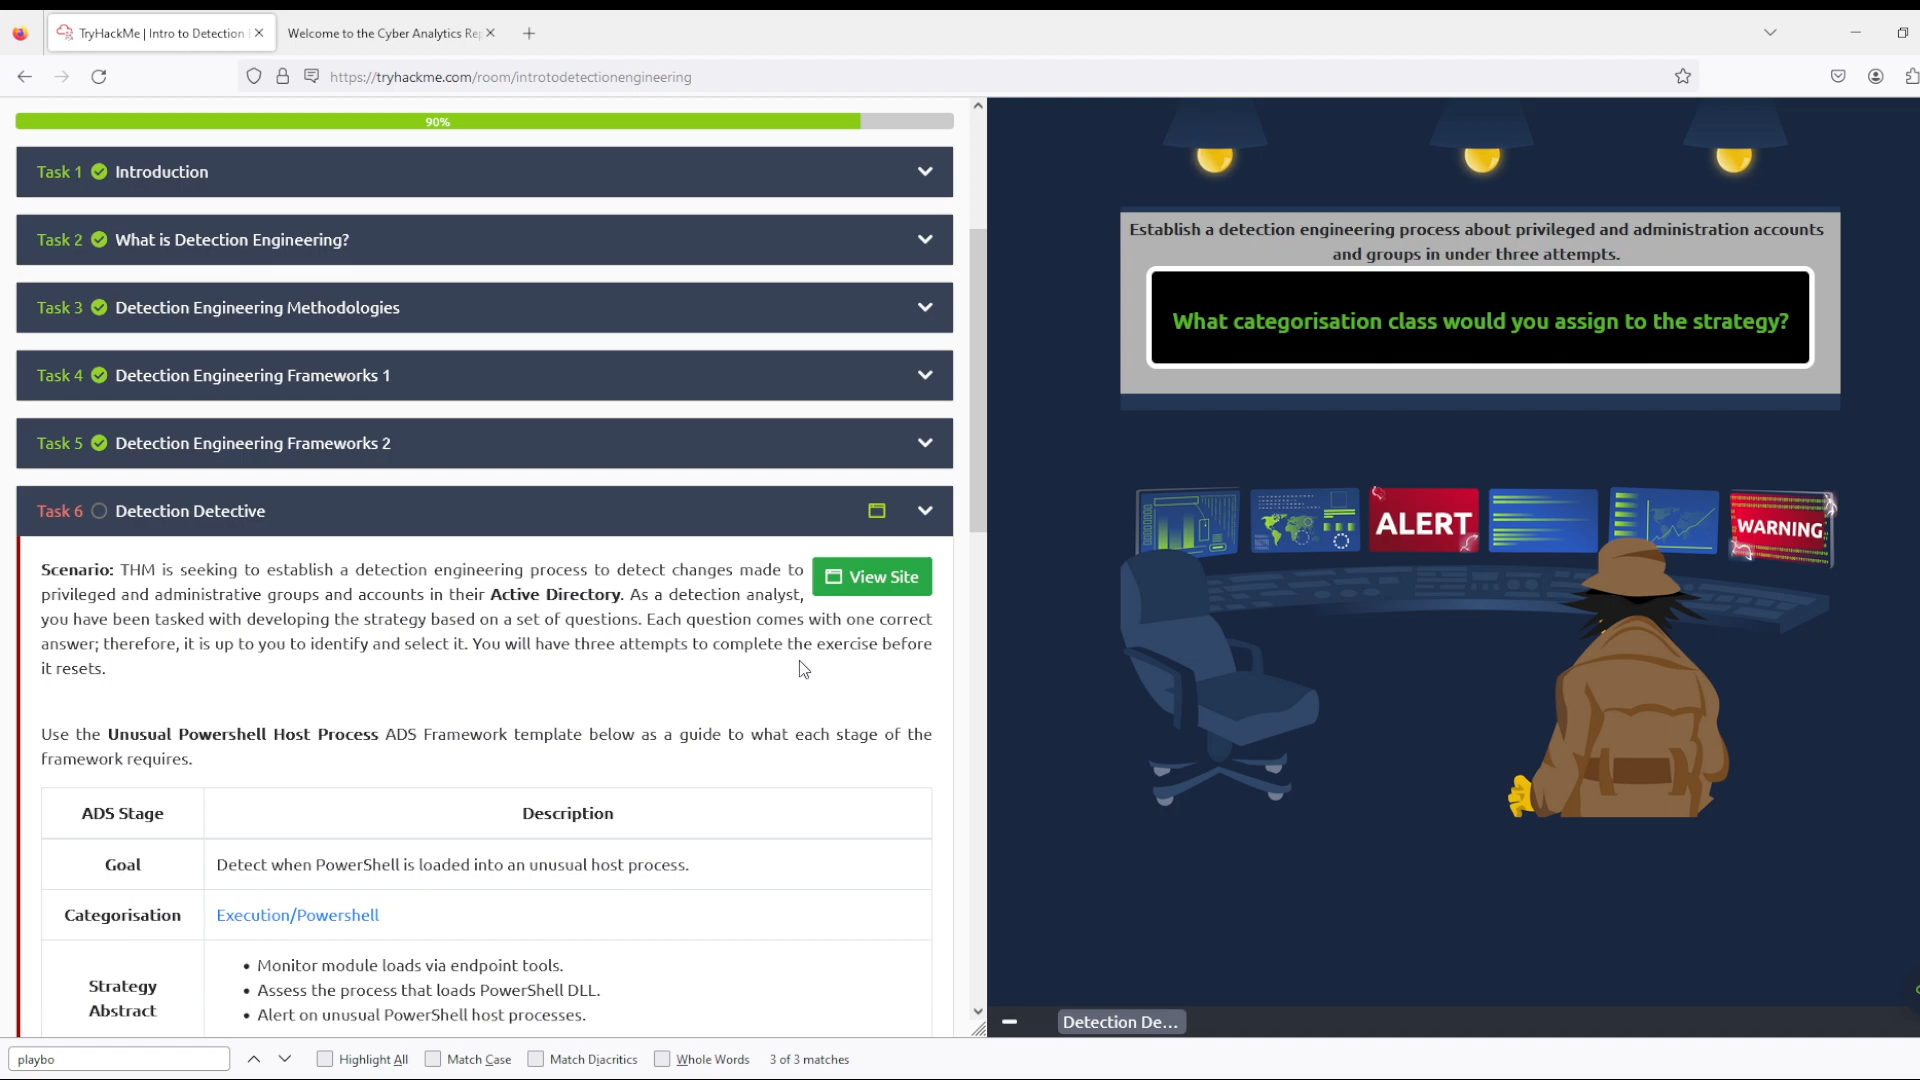 TryHackMe | Intro to Detection
Welcome to the Cyber Analytics Rep
https://tryhackme.com/room/introtodetectionengineering
90%
Task 1 Introduction
Task 2 What is Detection Engineering?
Task 3 Detection Engineering Methodologies
Task 4 Detection Engineering Frameworks 1
Task 5 Detection Engineering Frameworks 2
Task 6 Detection Detective
View Site
Scenario: THM is seeking to establish a detection engineering process to detect changes made to
privileged and administrative groups and accounts in their Active Directory. As a detection analyst,
you have been tasked with developing the strategy based on a set of questions. Each question comes with one correct
answer; therefore, it is up to you to identify and select it. You will have three attempts to complete the exercise before
it resets.
Use the Unusual Powershell Host Process ADS Framework template below as a guide to what each stage of the
framework requires.
ADS Stage Description
Goal Detect when PowerShell is loaded into an unusual host process.
Categorisation Execution/Powershell
Strategy
Abstract
• Monitor module loads via endpoint tools.
• Assess the process that loads PowerShell DLL.
• Alert on unusual PowerShell host processes.
Establish a detection engineering process about privileged and administration accounts
and groups in under three attempts.
What categorisation class would you assign to the strategy?
ALERT
WARNING
Detection De...
playbo
Highlight All
Match Case
Match Diacritics
Whole Words
3 of 3 matches